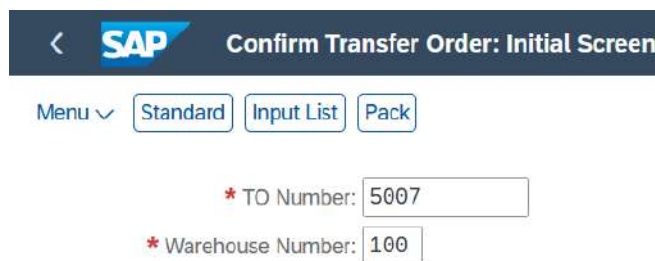 SAP Confirm Transfer Order: Initial Screen
Menu Standard Input List Pack
* TO Number: 5007
* Warehouse Number: 100